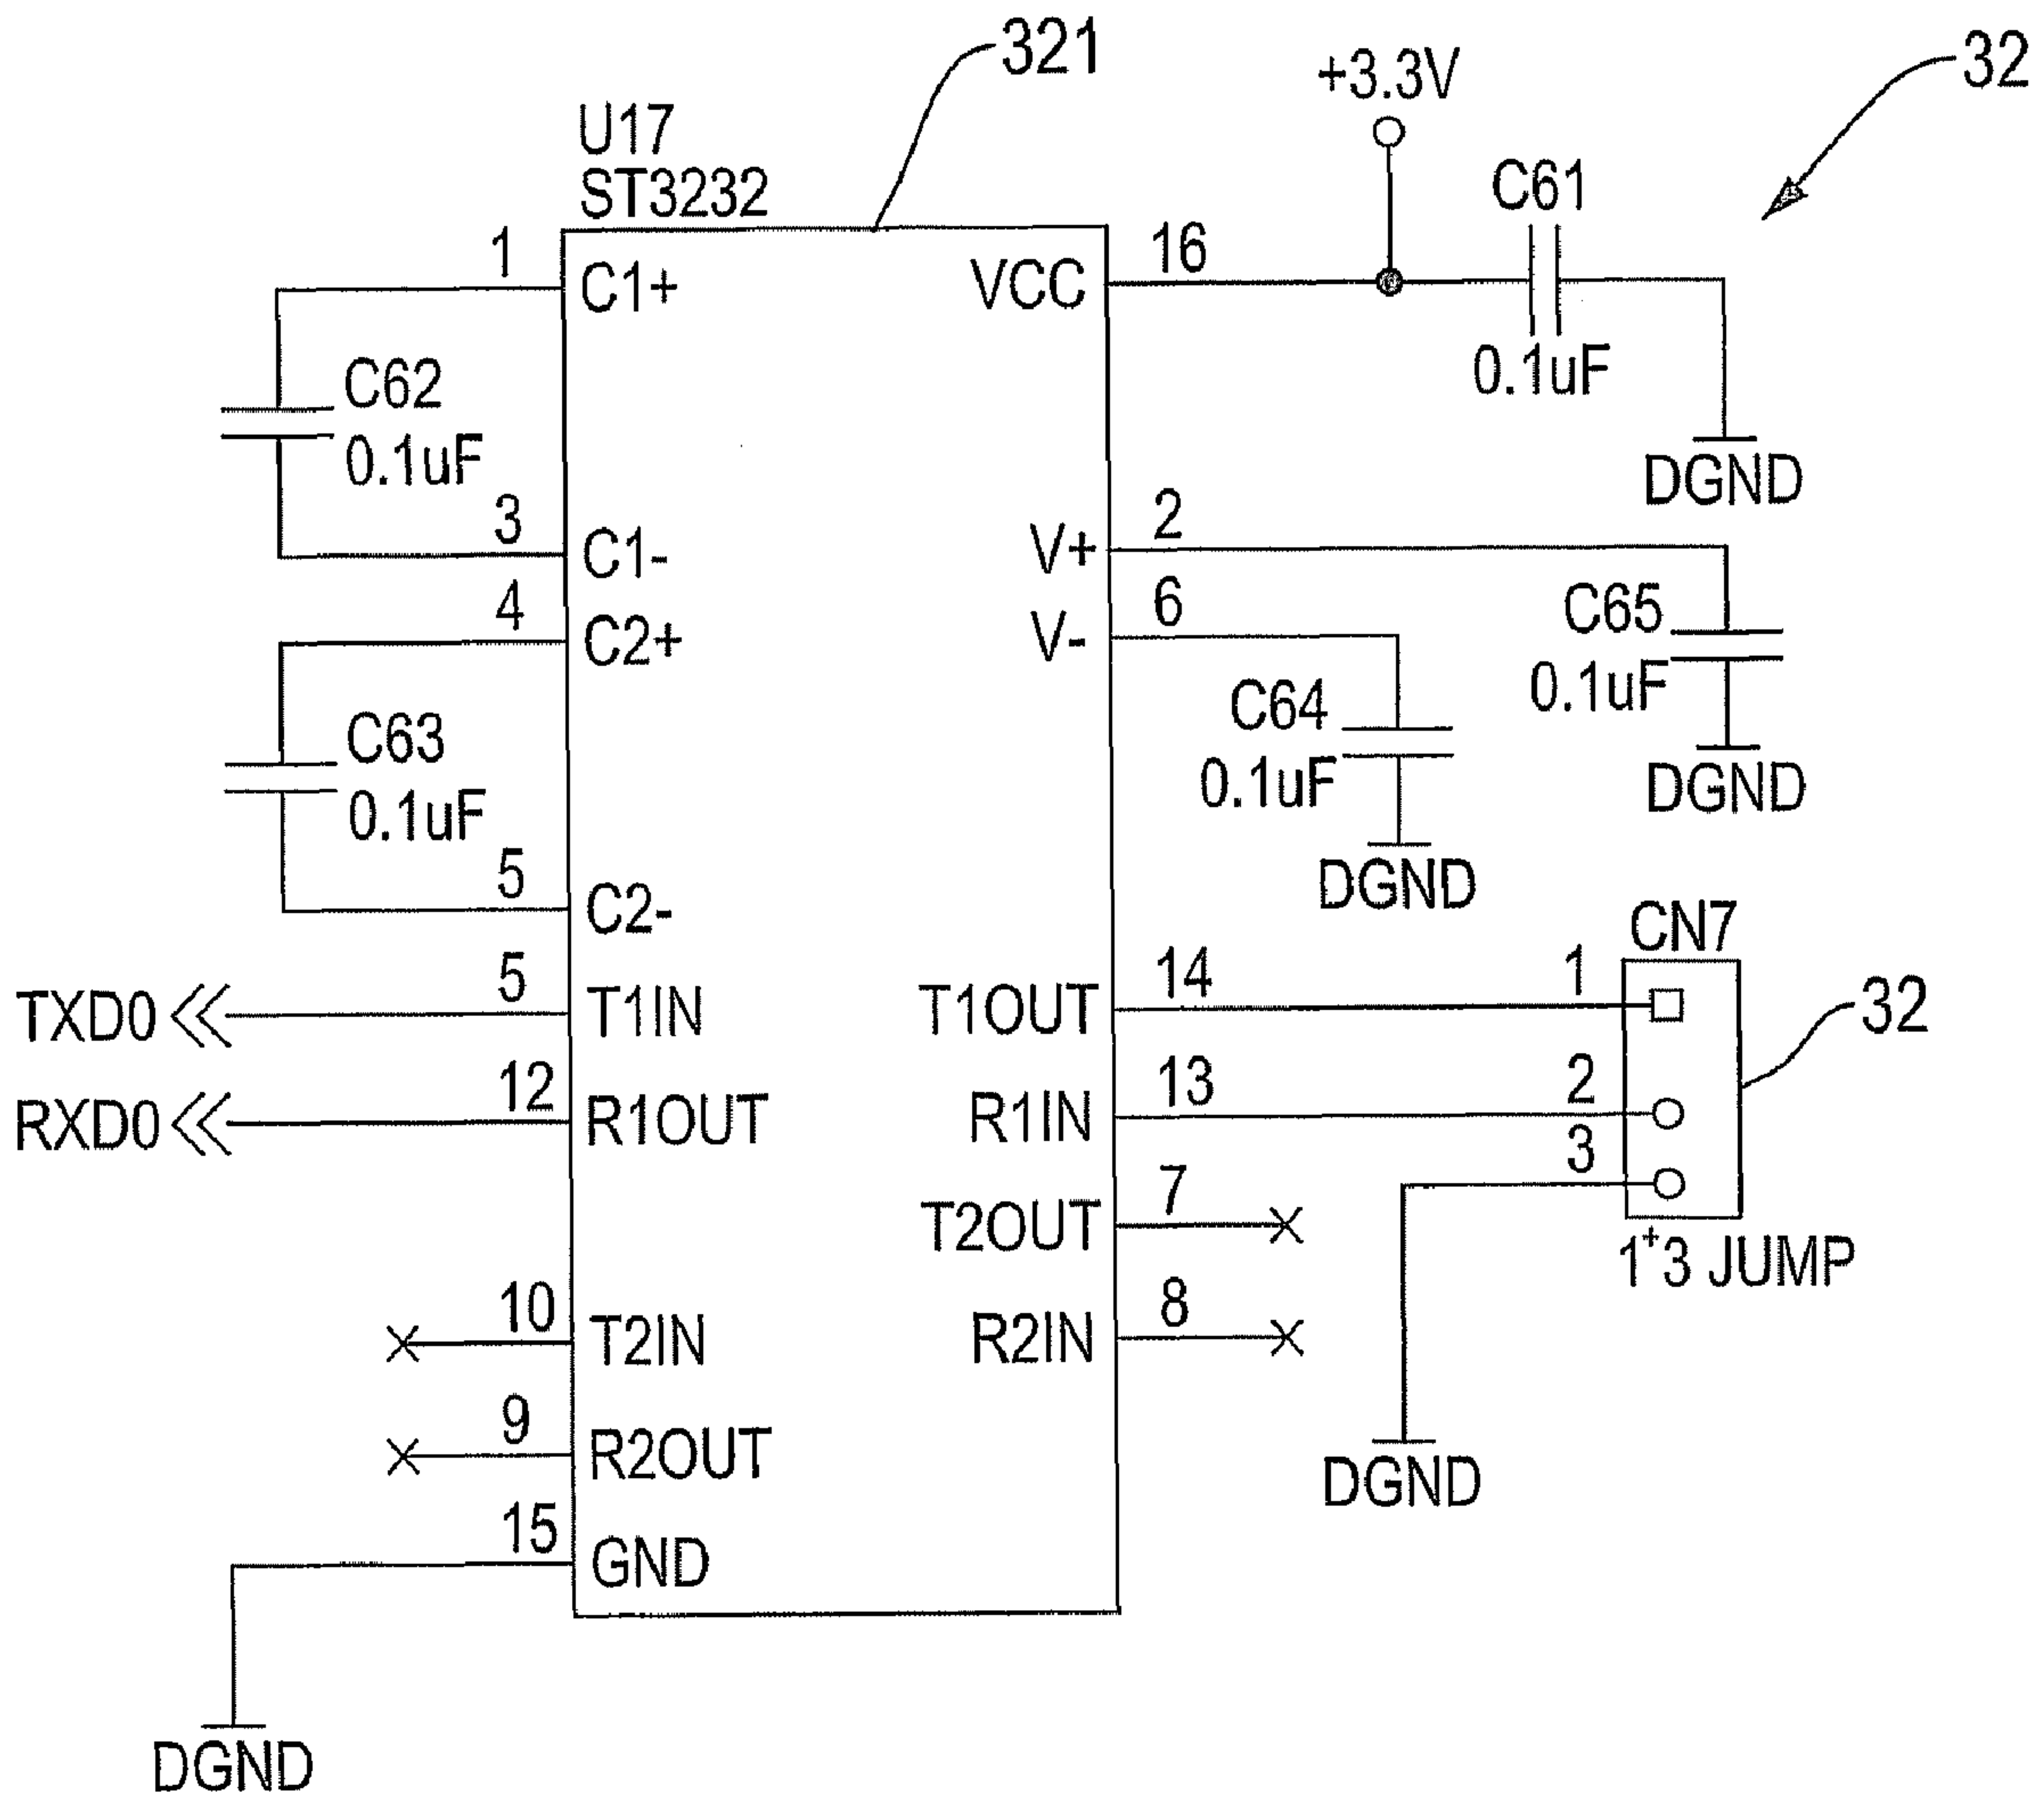 321
32
+3.3V
U17
ST3232
C61
0.1uF
DGND
1
C1+
VCC
16
C62
0.1uF
3
C1-
V+
2
4
C2+
V-
6
C65
0.1uF
DGND
C64
0.1uF
DGND
C63
0.1uF
5
C2-
CN7
TXD0
5
T1IN
T1OUT
14
1
32
RXD0
12
R1OUT
R1IN
13
2
3
T2OUT
7
1+3 JUMP
10
T2IN
R2IN
8
DGND
9
R2OUT
15
GND
DGND